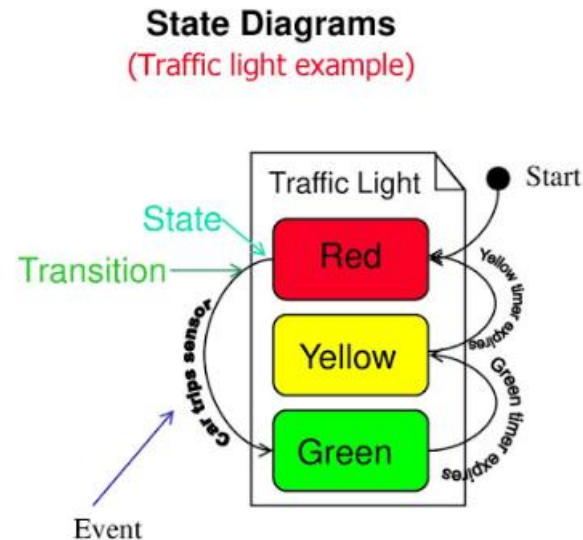 State Diagrams
(Traffic light example)
Traffic Light
Start
State
Red
Transition
Yellow timer expires
Car trips sensor
Yellow
Green timer expires
Green
Event